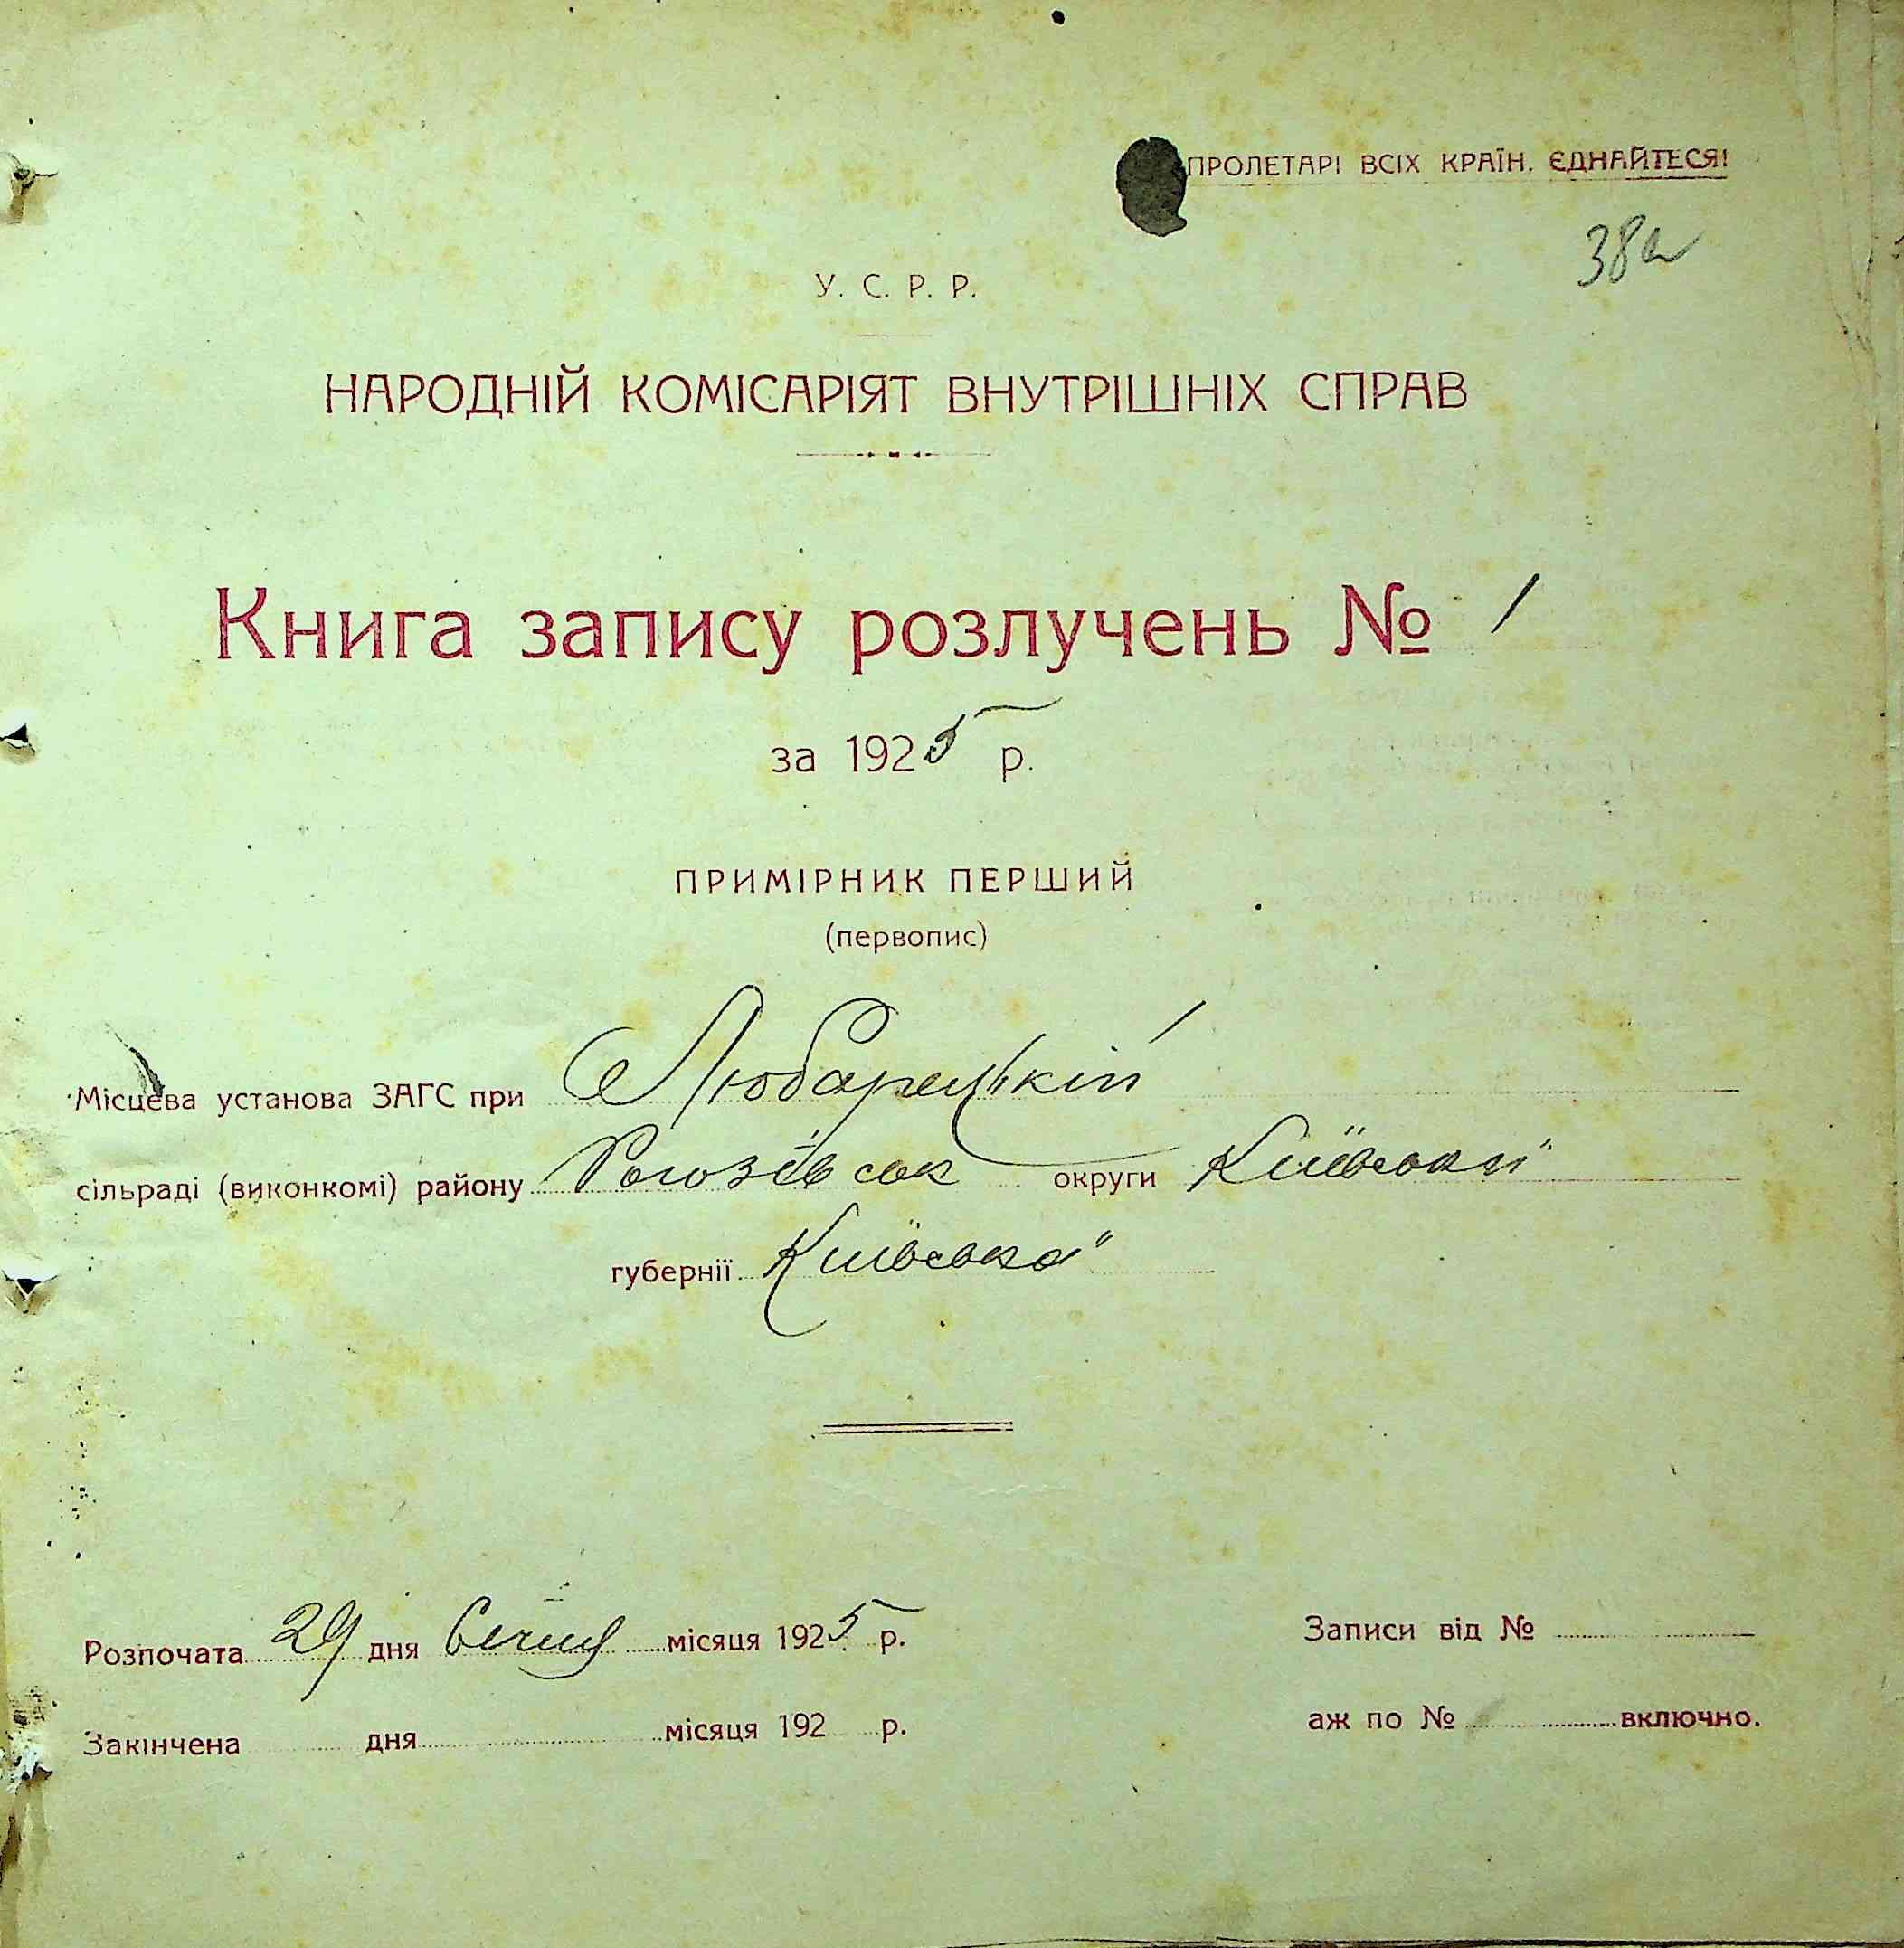 ПРОЛЕТАРІ ВСІХ КРАЇН. ЄДНАЙТЕСЯ!
38а
У. С. Р. Р.
НАРОДНІЙ КОМІСАРІЯТ ВНУТРІШНІХ СПРАВ
Книга запису розлучень № 1
за 1925 р.
ПРИМІРНИК ПЕРШИЙ
(первопис)
Місцева установа ЗАГС при Любарецькій
сільраді (виконкомі) району Рогозівськ округи Київськи
губернії Київська
Розпочата 29 дня Січня місяця 1925 р.
Записи від №
Закінчена дня місяця 192 р.
аж по № включно.